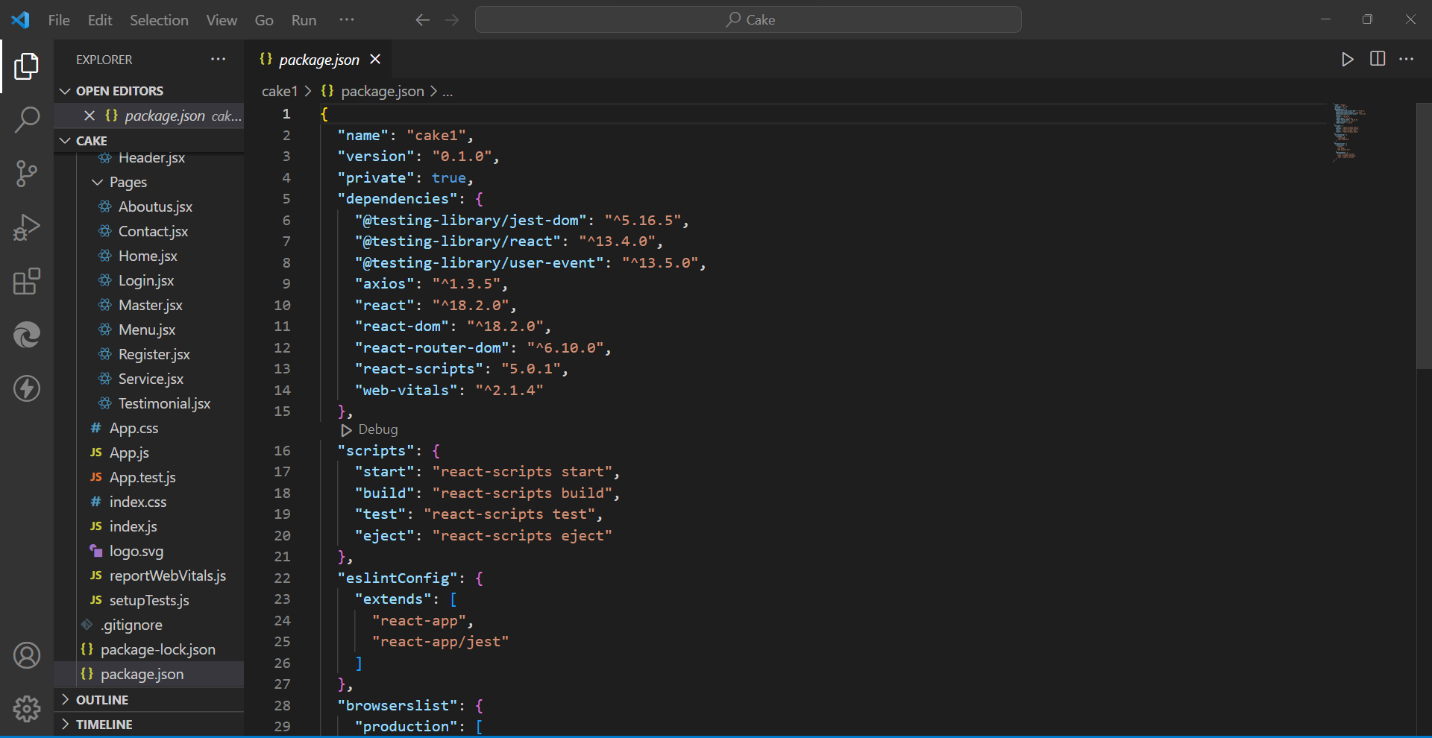 File Edit Selection View Go Run ···
Cake
EXPLORER ···
OPEN EDITORS
{} package.json cak...
CAKE
Header.jsx
Pages
Aboutus.jsx
Contact.jsx
Home.jsx
Login.jsx
Master.jsx
Menu.jsx
Register.jsx
Service.jsx
Testimonial.jsx
# App.css
JS App.js
JS App.test.js
# index.css
JS index.js
logo.svg
JS reportWebVitals.js
JS setupTests.js
.gitignore
{} package-lock.json
{} package.json
OUTLINE
TIMELINE
{} package.json
cake1 > {} package.json > ...
1 {
2 "name": "cake1",
3 "version": "0.1.0",
4 "private": true,
5 "dependencies": {
6 "@testing-library/jest-dom": "^5.16.5",
7 "@testing-library/react": "^13.4.0",
8 "@testing-library/user-event": "^13.5.0",
9 "axios": "^1.3.5",
10 "react": "^18.2.0",
11 "react-dom": "^18.2.0",
12 "react-router-dom": "^6.10.0",
13 "react-scripts": "5.0.1",
14 "web-vitals": "^2.1.4"
15 },
Debug
16 "scripts": {
17 "start": "react-scripts start",
18 "build": "react-scripts build",
19 "test": "react-scripts test",
20 "eject": "react-scripts eject"
21 },
22 "eslintConfig": {
23 "extends": [
24 "react-app",
25 "react-app/jest"
26 ]
27 },
28 "browserslist": {
29 "production": [